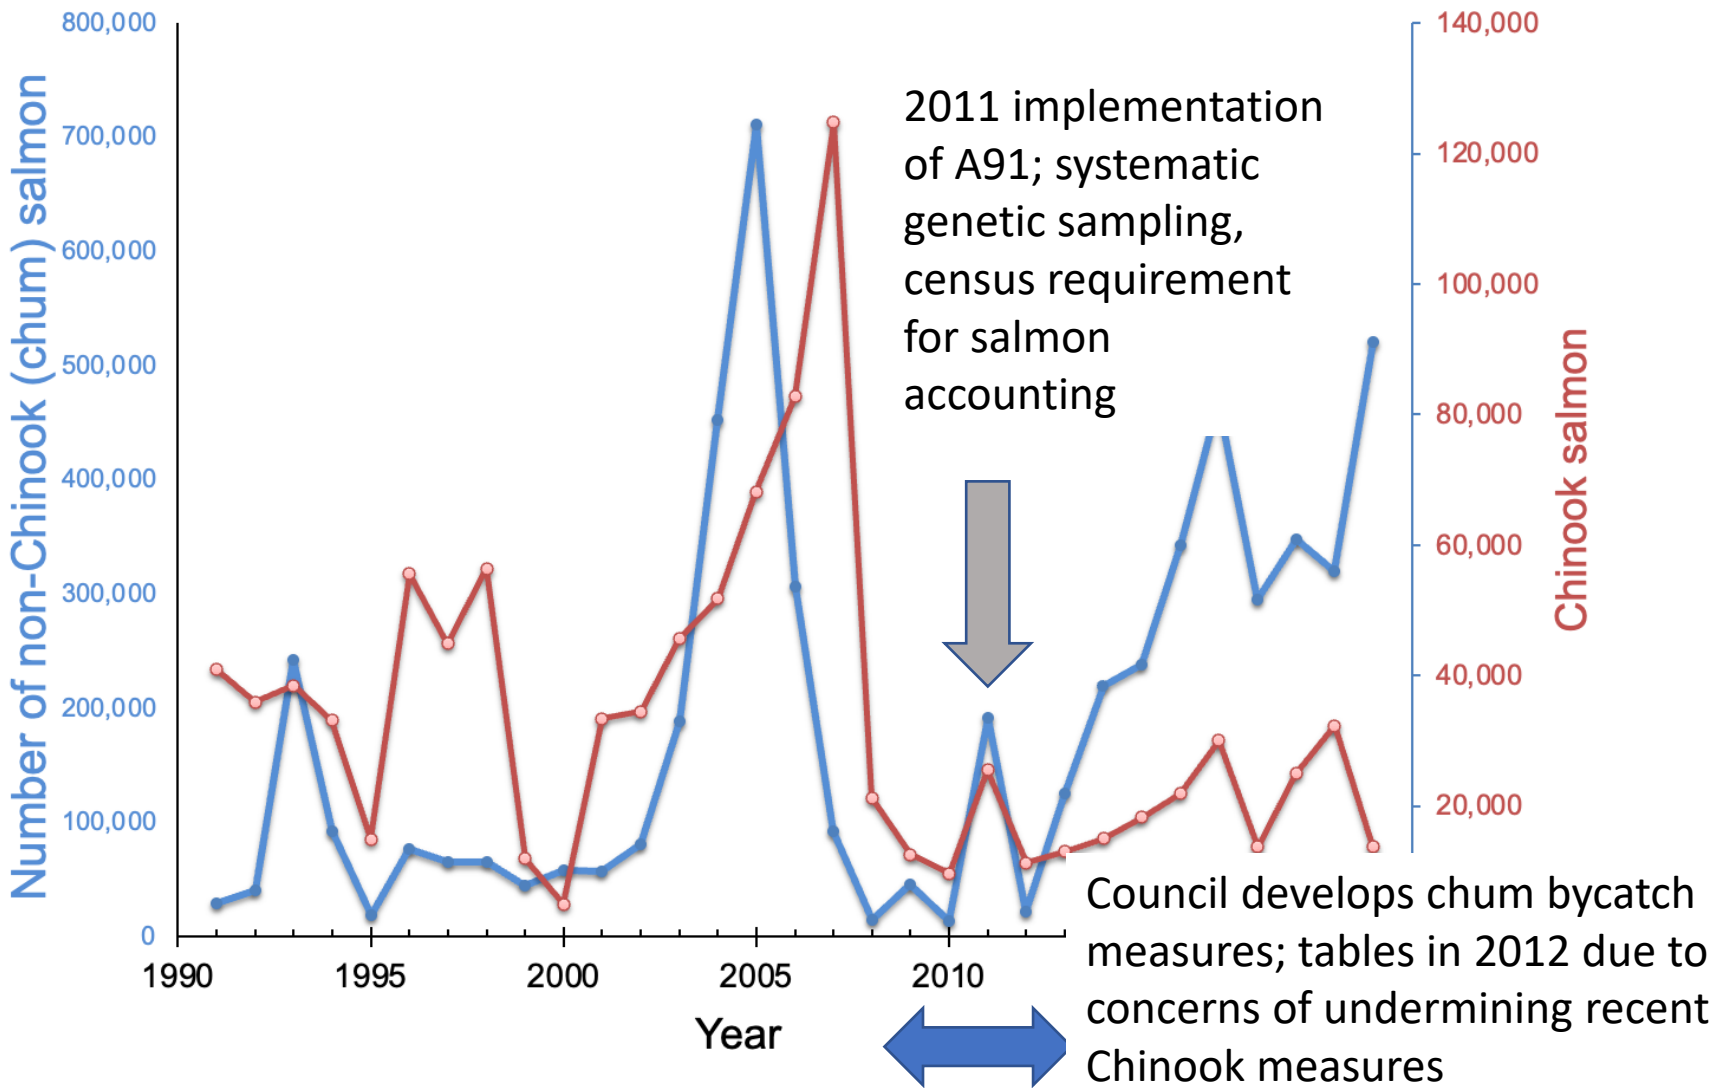 800,000
700,000
600,000
500,000
400,000
300,000
200,000
100,000
0
Number of non-Chinook (chum) salmon
140,000
120,000
100,000
80,000
60,000
40,000
20,000
Chinook salmon
2011 implementation
of A91; systematic
genetic sampling,
census requirement
for salmon
accounting
1990
1995
2000
2005
2010
Year
Council develops chum bycatch
measures; tables in 2012 due to
concerns of undermining recent
Chinook measures